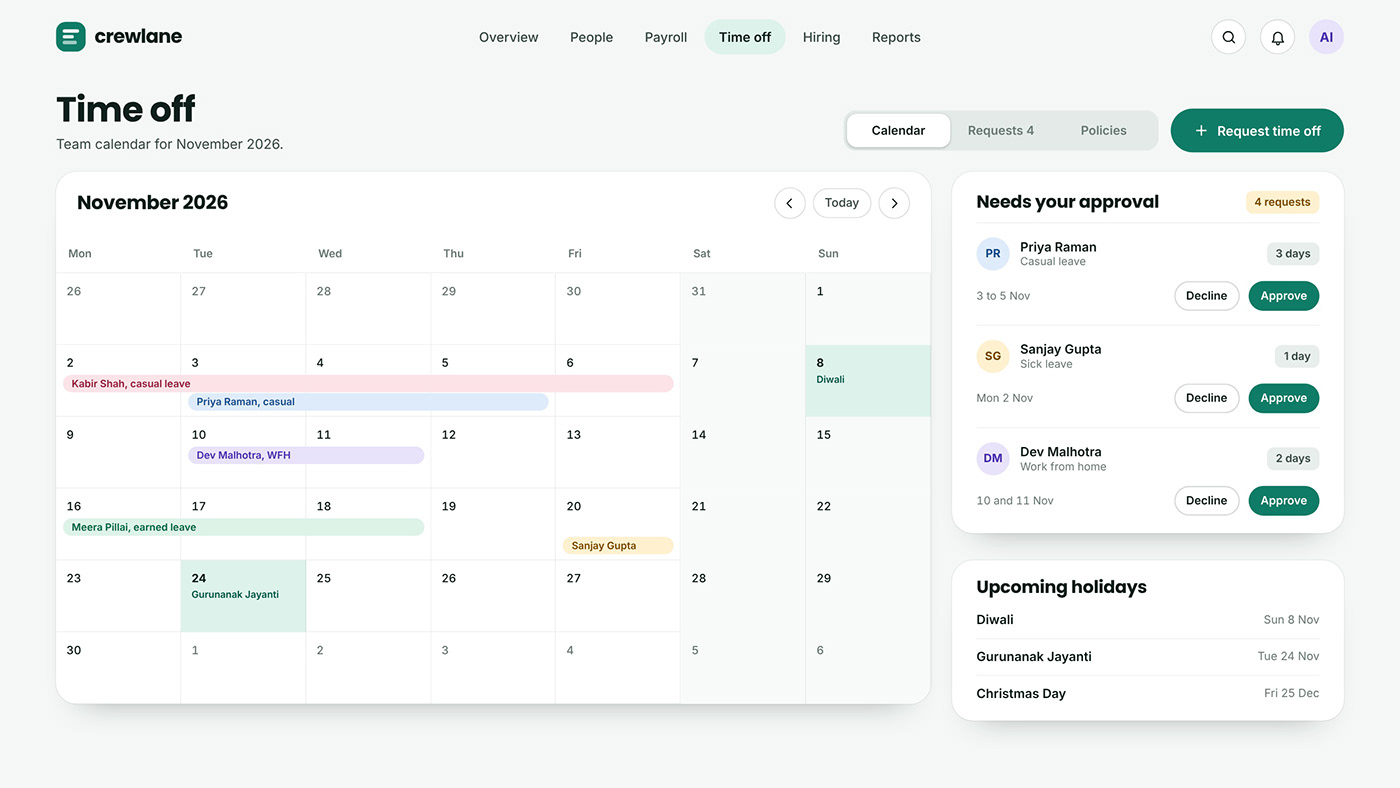 crewlane
Overview People Payroll Time off Hiring Reports
AI
Time off
Team calendar for November 2026.
Calendar Requests 4 Policies
+ Request time off
November 2026
Today
Mon Tue Wed Thu Fri Sat Sun
26 27 28 29 30 31 1
2 3 4 5 6 7 8
Diwali
Kabir Shah, casual leave
Priya Raman, casual
9 10 11 12 13 14 15
Dev Malhotra, WFH
16 17 18 19 20 21 22
Meera Pillai, earned leave
Sanjay Gupta
23 24 25 26 27 28 29
Gurunanak Jayanti
30 1 2 3 4 5 6
Needs your approval
4 requests
PR
Priya Raman
Casual leave
3 days
3 to 5 Nov
Decline Approve
SG
Sanjay Gupta
Sick leave
1 day
Mon 2 Nov
Decline Approve
DM
Dev Malhotra
Work from home
2 days
10 and 11 Nov
Decline Approve
Upcoming holidays
Diwali Sun 8 Nov
Gurunanak Jayanti Tue 24 Nov
Christmas Day Fri 25 Dec